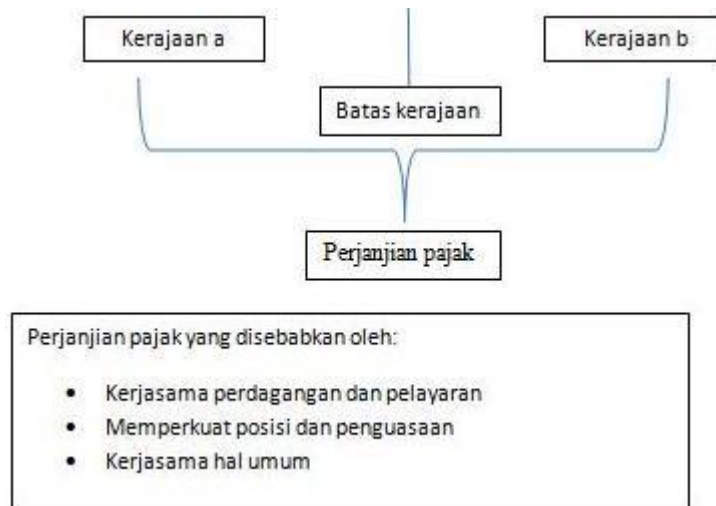 Kerajaan a
Kerajaan b
Batas kerajaan
Perjanjian pajak
Perjanjian pajak yang disebabkan oleh:
• Kerjasama perdagangan dan pelayaran
• Memperkuat posisi dan penguasaan
• Kerjasama hal umum